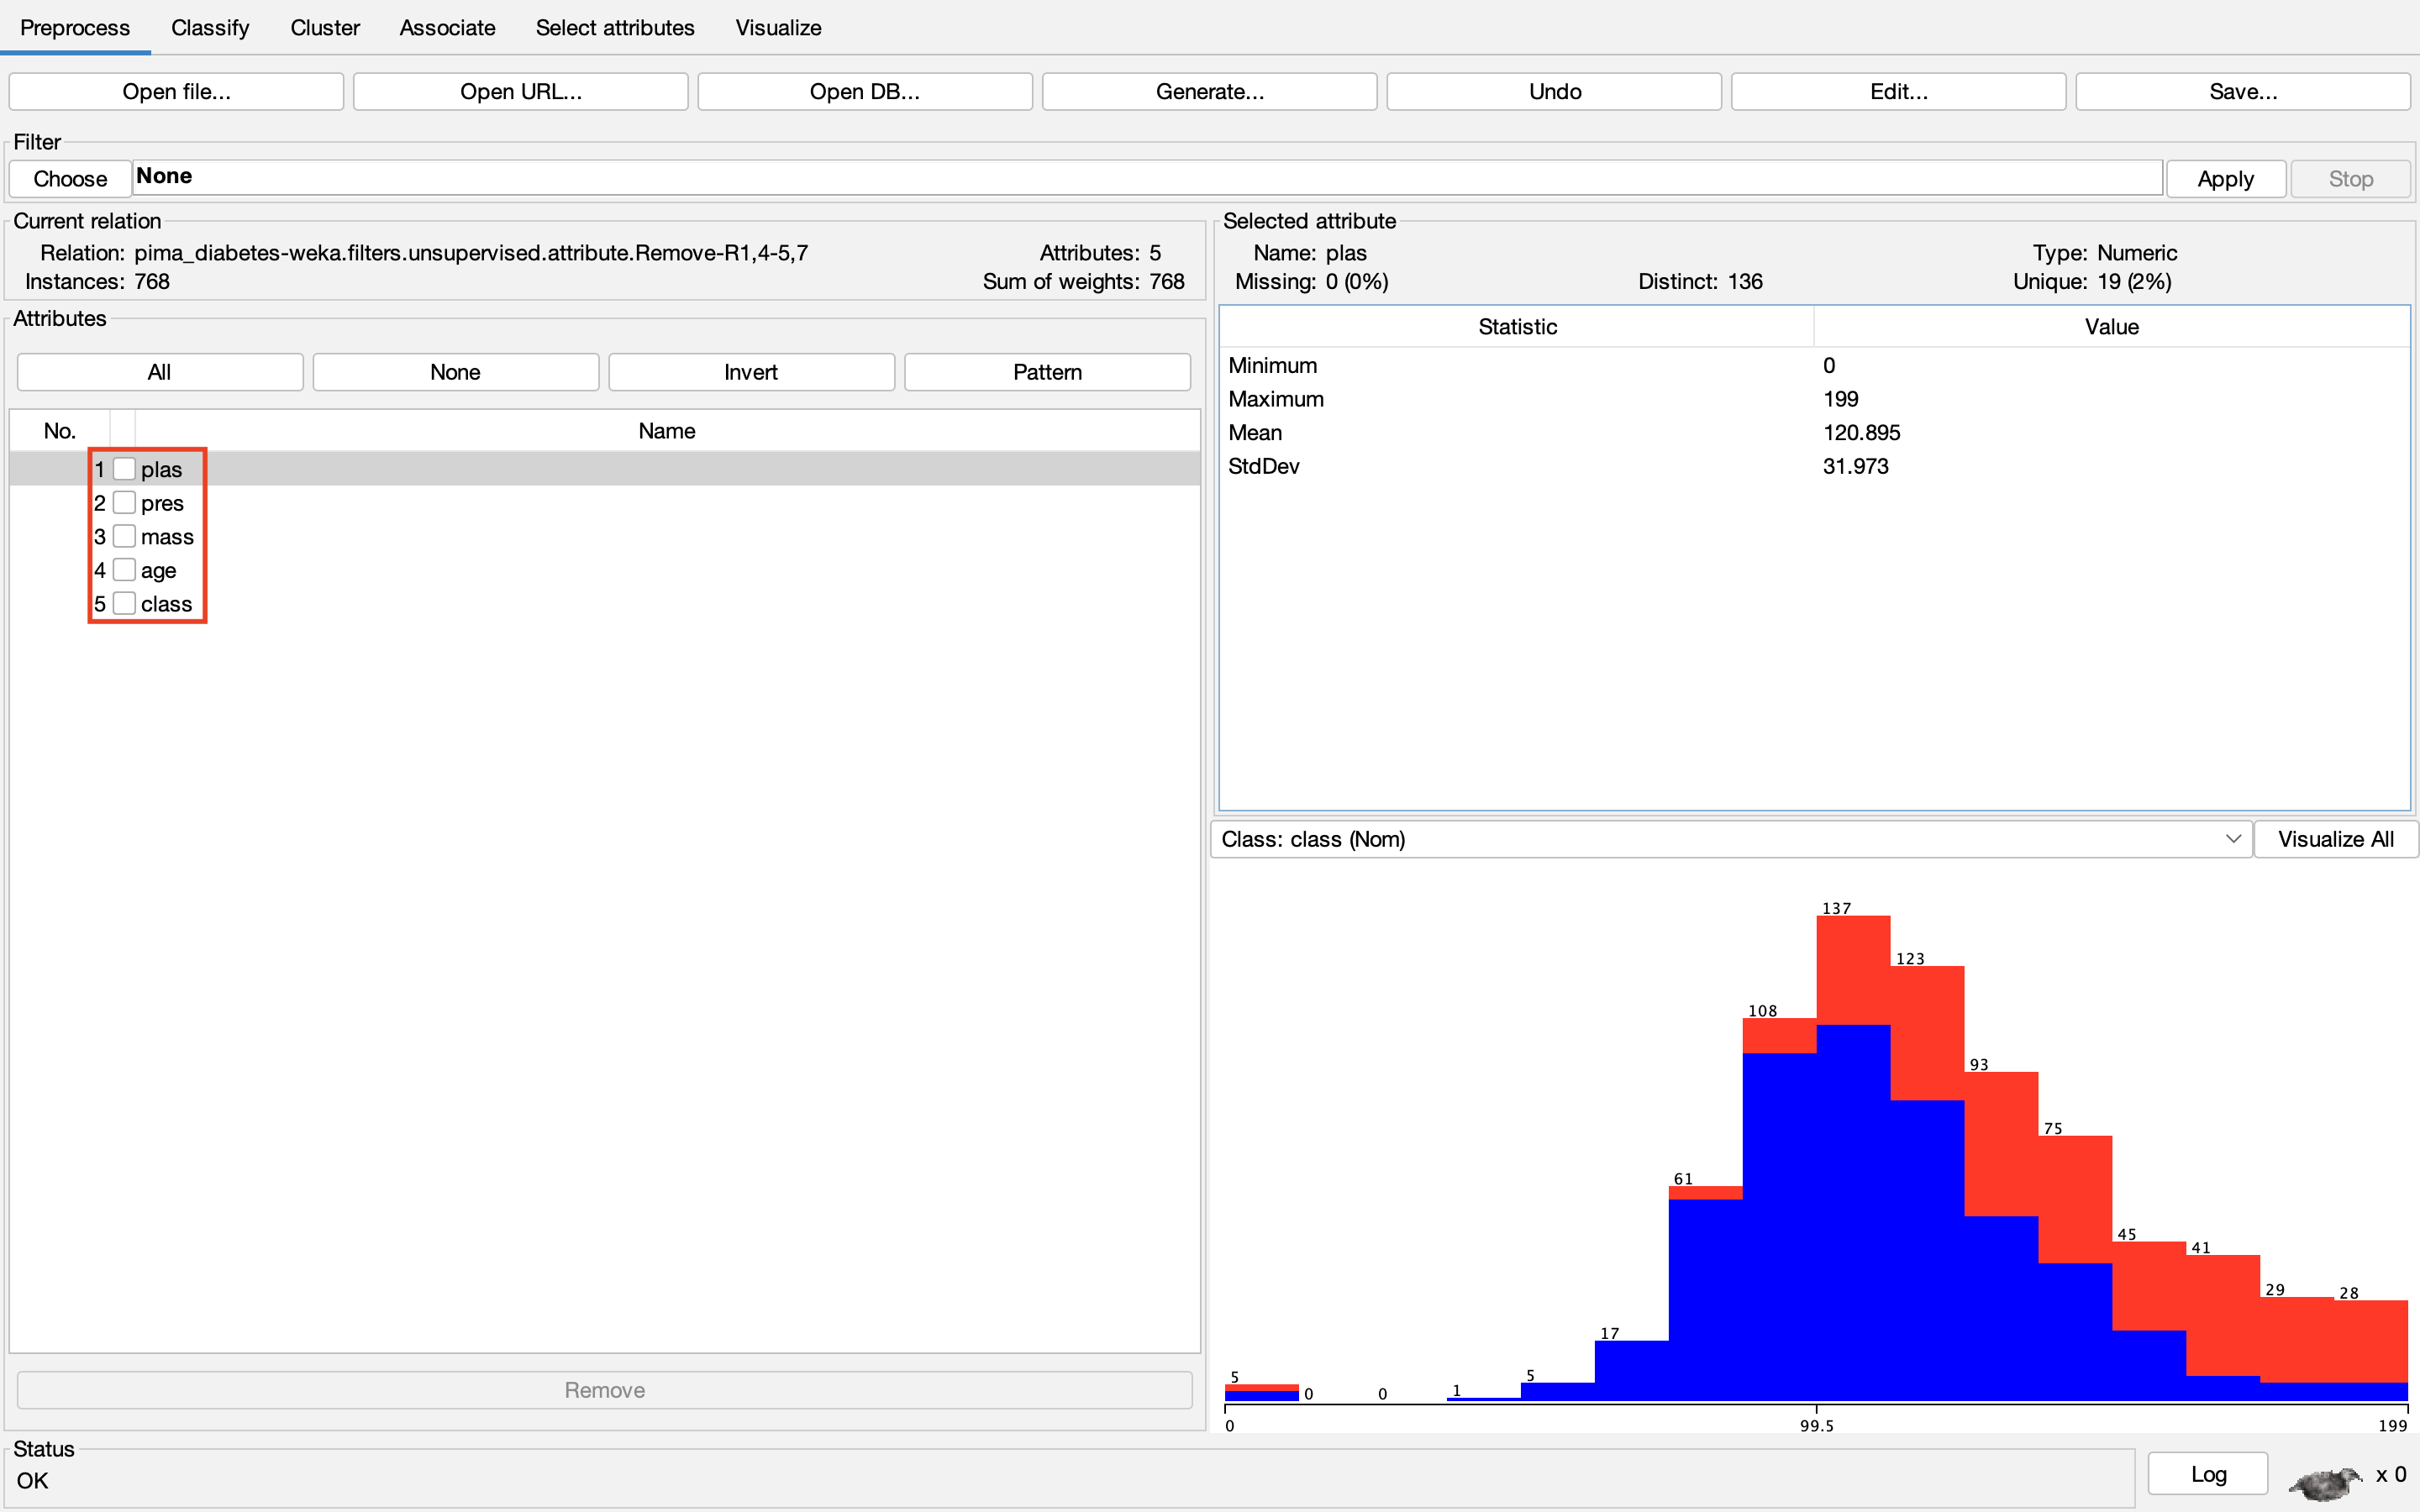 Preprocess Classify Cluster Associate Select attributes Visualize
Open file... Open URL... Open DB... Generate... Undo Edit... Save...
Filter
Choose None Apply Stop
Current relation
Relation: pima_diabetes-weka.filters.unsupervised.attribute.Remove-R1,4-5,7 Attributes: 5
Instances: 768 Sum of weights: 768
Attributes
All None Invert Pattern
No. Name
1 plas
2 pres
3 mass
4 age
5 class
Remove
Selected attribute
Name: plas Type: Numeric
Missing: 0 (0%) Distinct: 136 Unique: 19 (2%)
Statistic Value
Minimum 0
Maximum 199
Mean 120.895
StdDev 31.973
Class: class (Nom) Visualize All
137
123
108
93
75
61
45
41
29
28
17
5 0 0 1 5
0 99.5 199
Status
OK
Log x 0